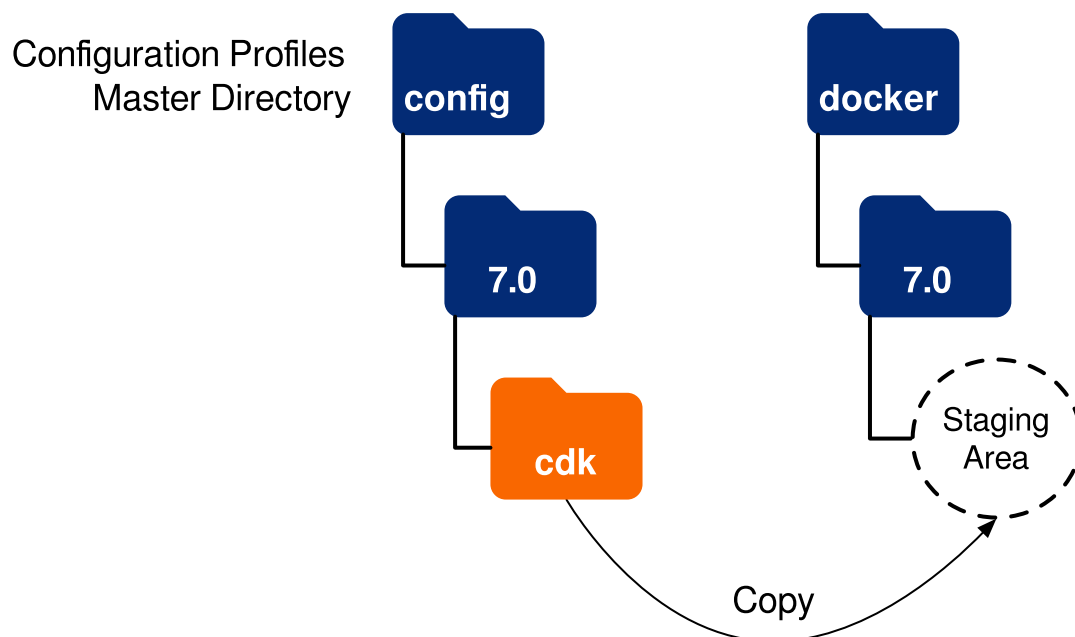 Configuration Profiles
Master Directory
config
docker
7.0
7.0
cdk
Staging
Area
Copy